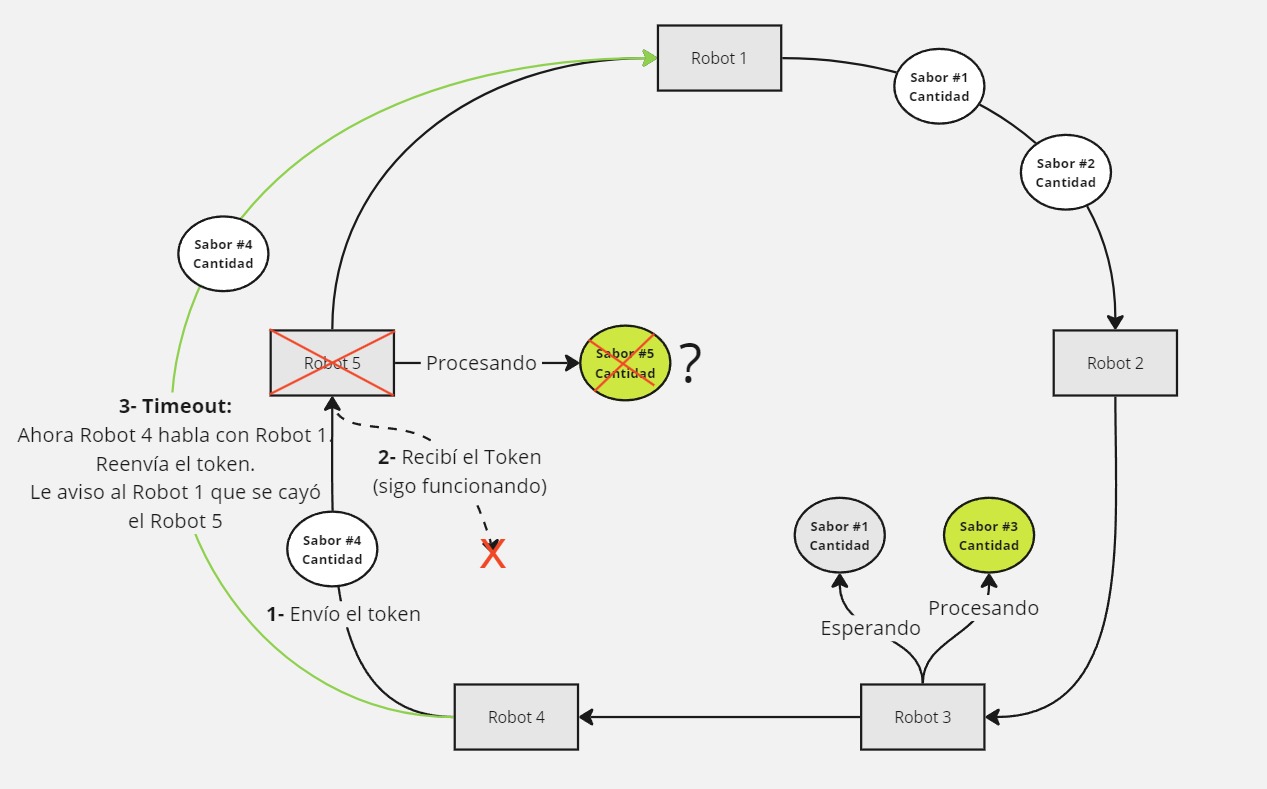 Robot 1
Sabor #1
Cantidad
Sabor #2
Cantidad
Sabor #4
Cantidad
Robot 5
Procesando
Sabor #5
Cantidad
?
Robot 2
3- Timeout:
Ahora Robot 4 habla con Robot 1.
Reenvía el token.
Le aviso al Robot 1 que se cayó
el Robot 5
2- Recibí el Token
(sigo funcionando)
X
Sabor #4
Cantidad
1- Envío el token
Sabor #1
Cantidad
Sabor #3
Cantidad
Esperando
Procesando
Robot 4
Robot 3